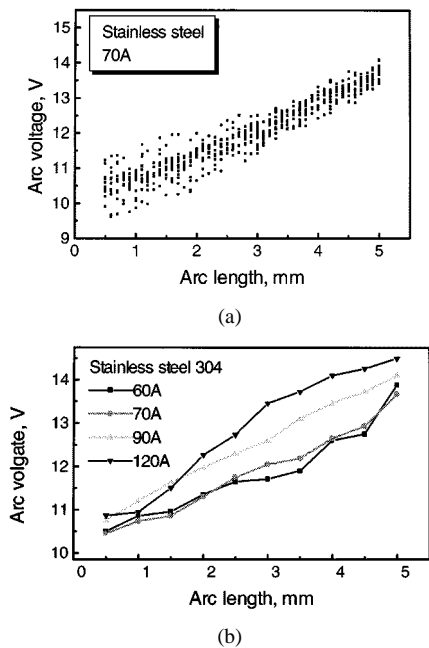 15
14
13
12
11
10
9
Arc voltage, V
Stainless steel
70A
0 1 2 3 4 5
Arc length, mm
(a)
14
13
12
11
10
Arc volgate, V
Stainless steel 304
60A
70A
90A
120A
0 1 2 3 4 5
Arc length, mm
(b)